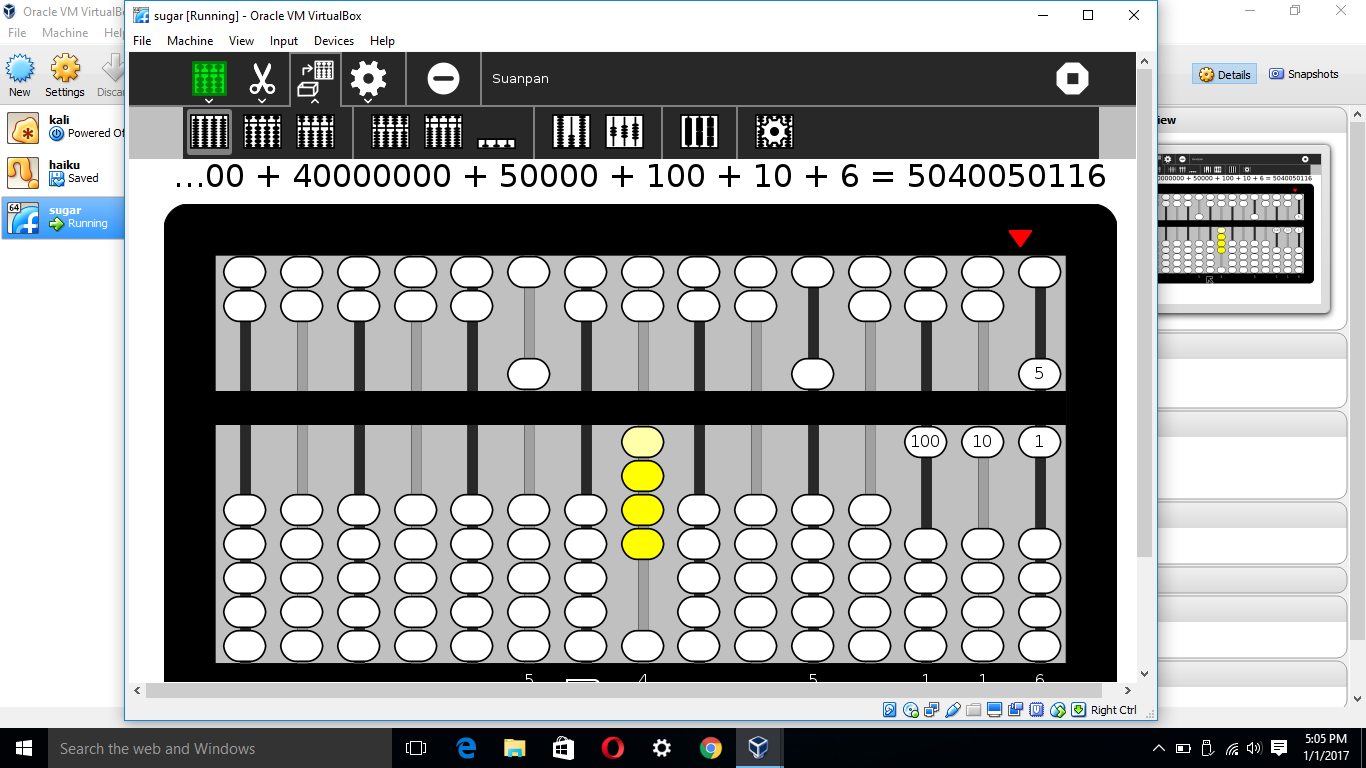 Oracle VM VirtualBo
File Machine Help
New Settings Discar
kali
Powered Of
haiku
Saved
64
sugar
Running
sugar [Running] - Oracle VM VirtualBox
File Machine View Input Devices Help
Suanpan
...00 + 40000000 + 50000 + 100 + 10 + 6 = 5040050116
5
100 10 1
5 4 5 1 1 6
Right Ctrl
Details Snapshots
iew
0000000 + 50000 + 100 + 10 + 6 = 5040050116
Search the web and Windows
5:05 PM
1/1/2017